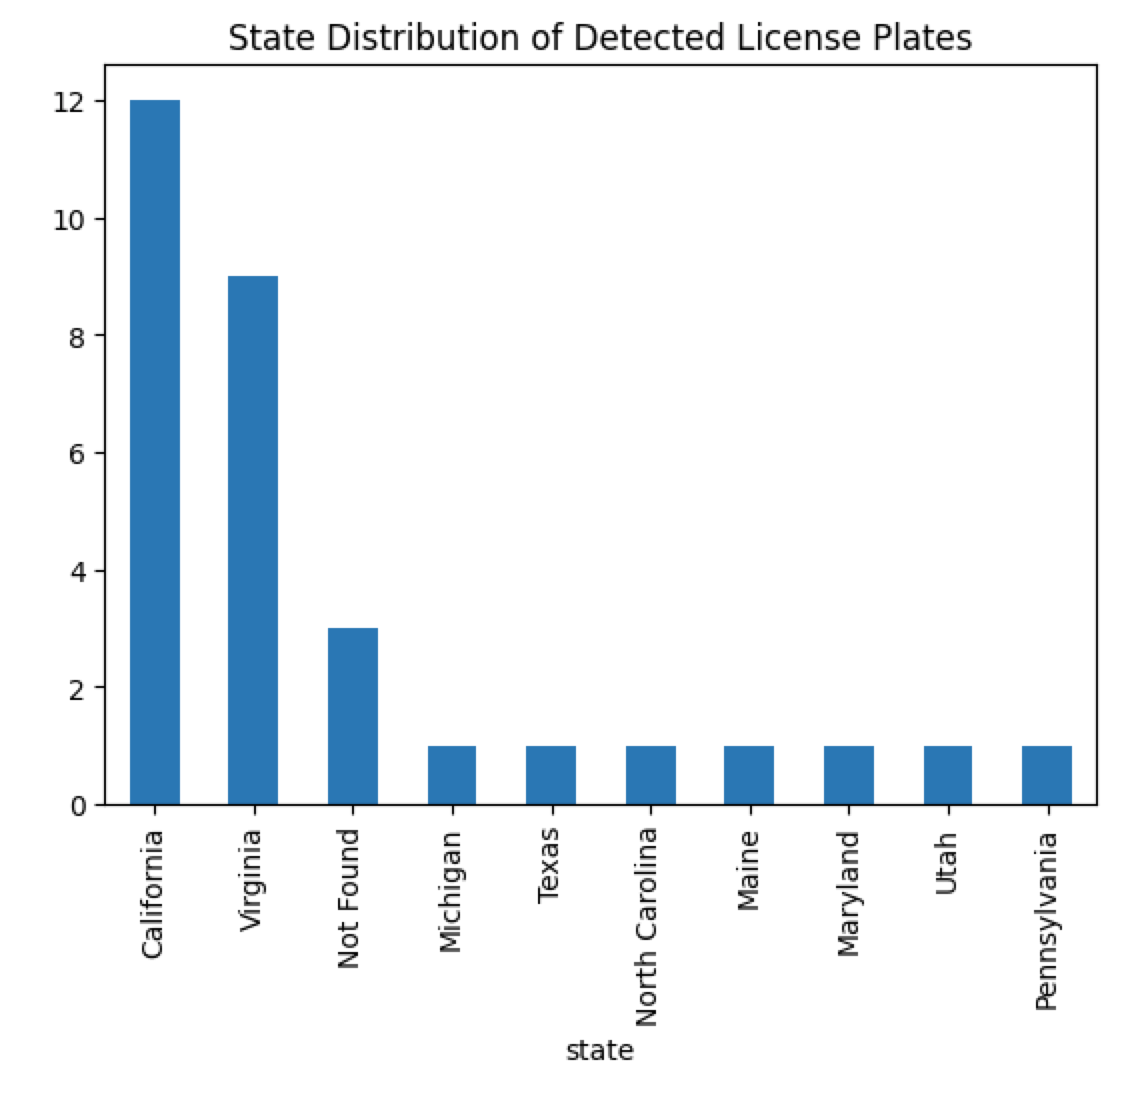 State Distribution of Detected License Plates
12
10
8
6
4
2
0
California
Virginia
Not Found
Michigan
Texas
North Carolina
Maine
Maryland
Utah
Pennsylvania
state